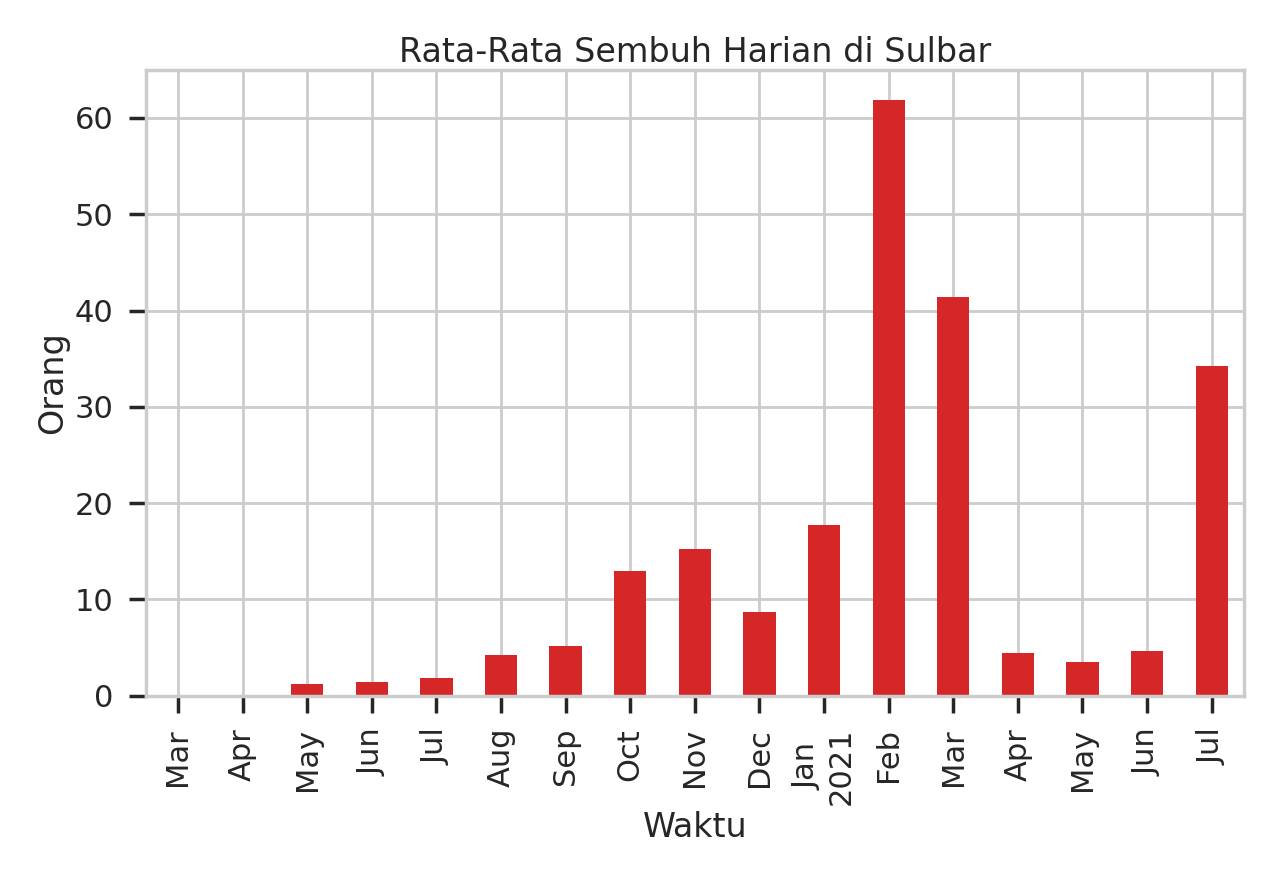 Rata-Rata Sembuh Harian di Sulbar
60
50
40
30
20
10
0
Orang
Mar
Apr
May
Jun
Jul
Aug
Sep
Oct
Nov
Dec
Jan
2021
Feb
Mar
Apr
May
Jun
Jul
Waktu